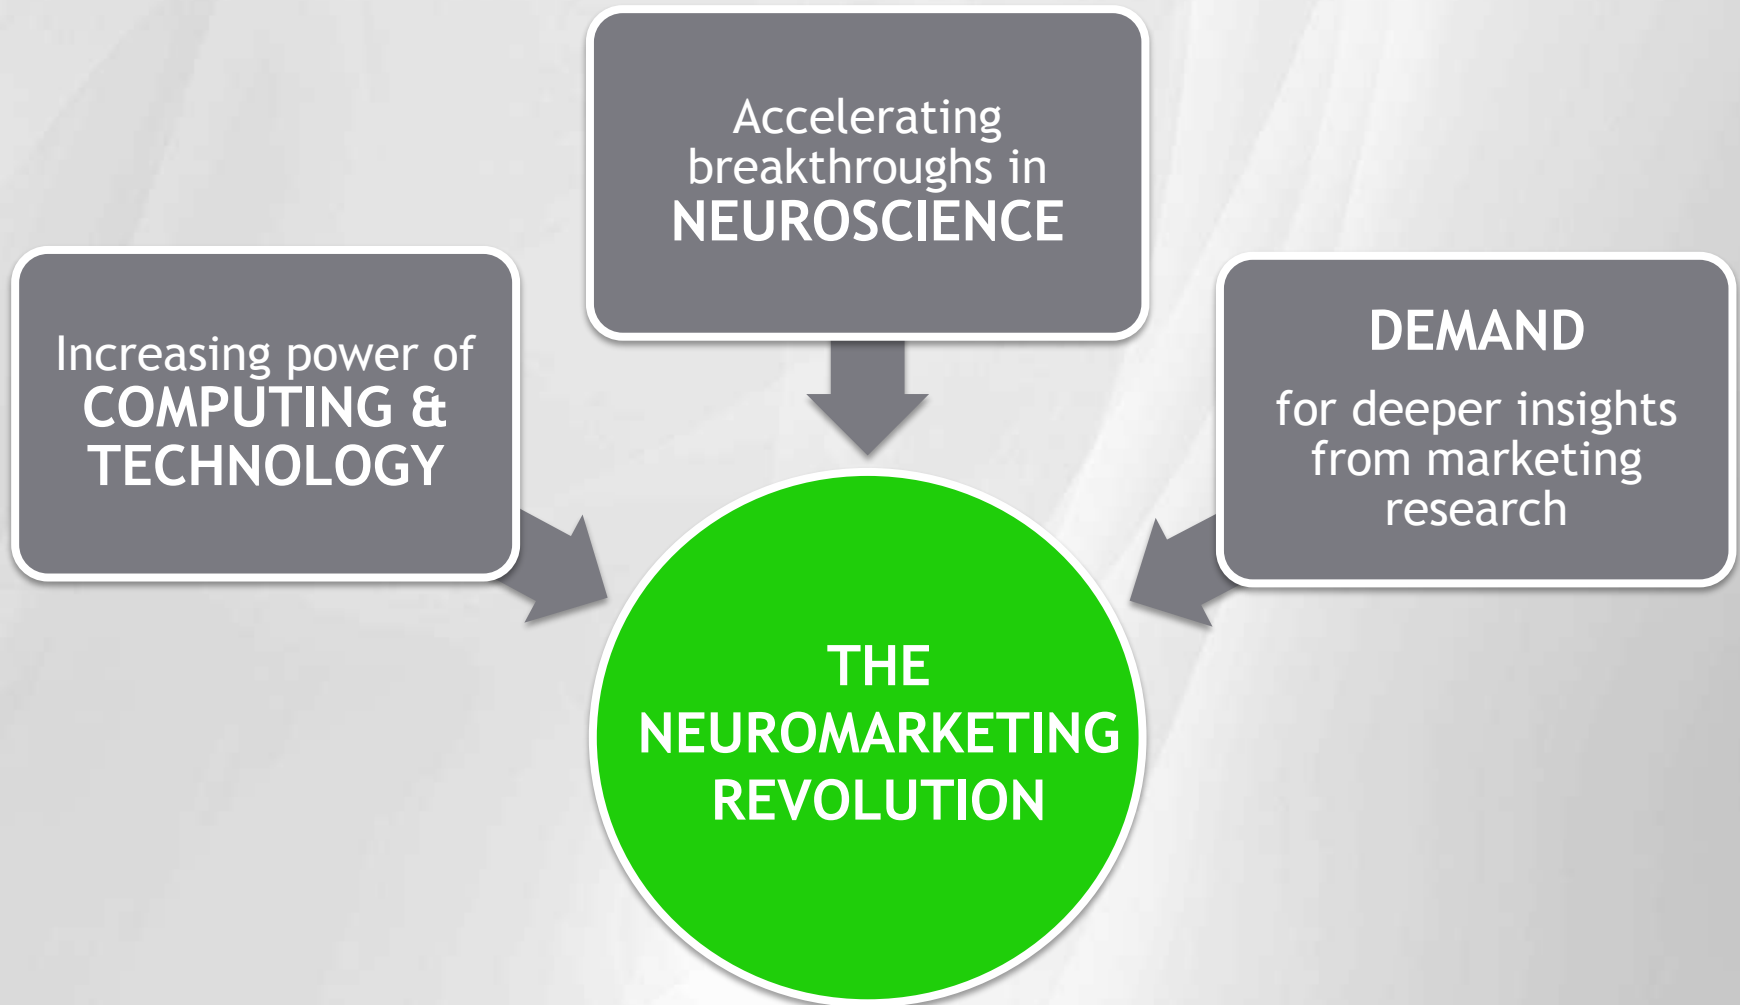 Accelerating
breakthroughs in
NEUROSCIENCE
Increasing power of
COMPUTING &
TECHNOLOGY
DEMAND
for deeper insights
from marketing
research
THE
NEUROMARKETING
REVOLUTION